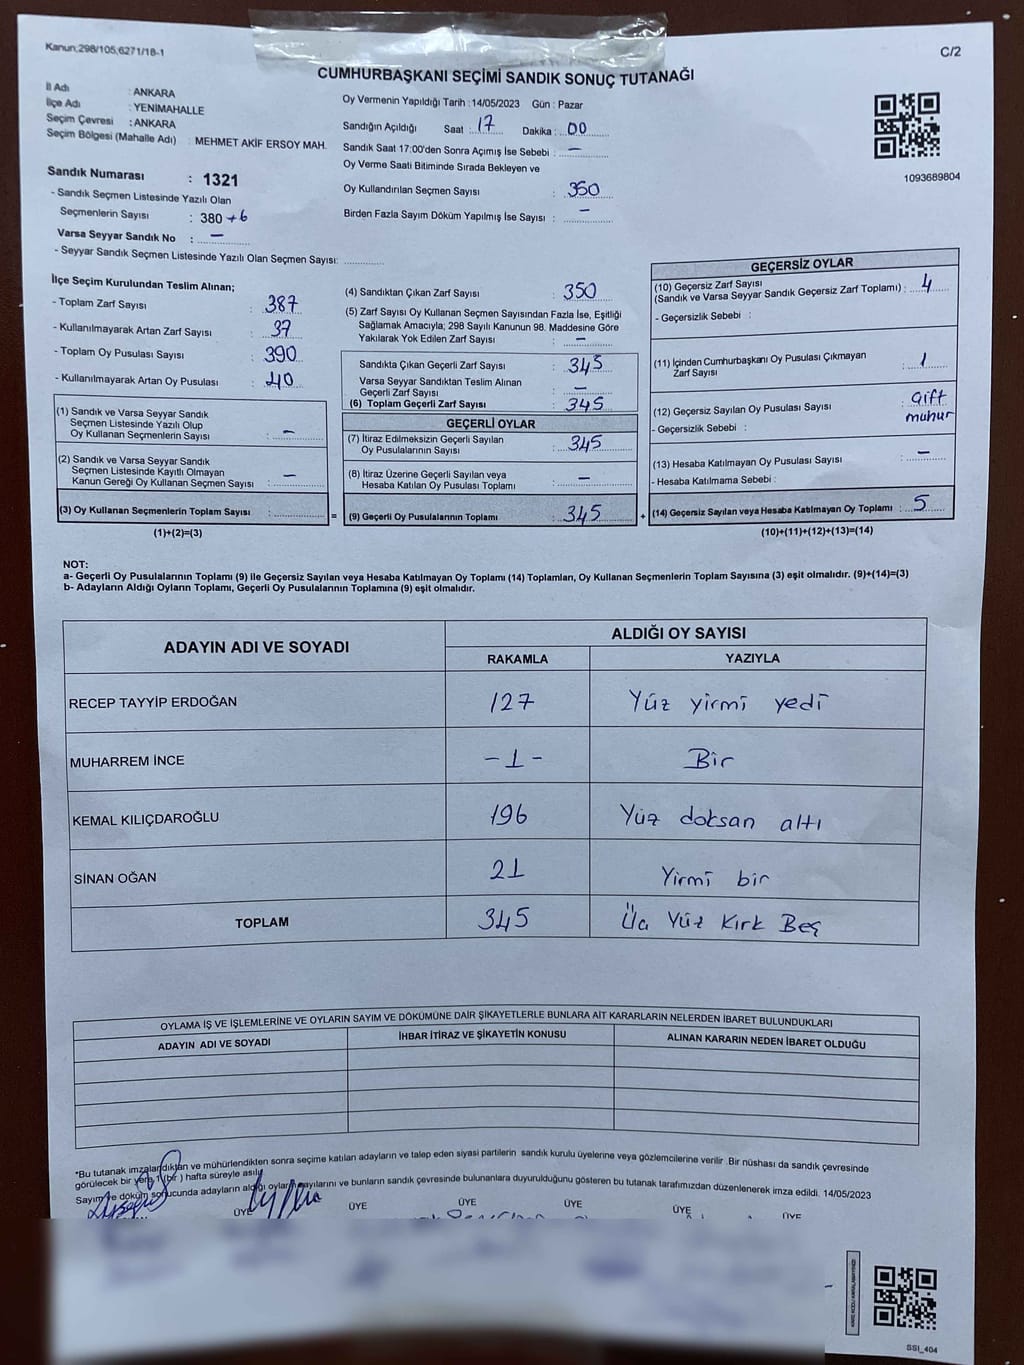 Kanun;298/105,6271/18-1
C/2
CUMHURBAŞKANI SEÇİMİ SANDIK SONUÇ TUTANAĞI
İl Adı : ANKARA
İlçe Adı : YENİMAHALLE
Seçim Çevresi : ANKARA
Seçim Bölgesi (Mahalle Adı) : MEHMET AKİF ERSOY MAH.
Sandık Numarası : 1321
- Sandık Seçmen Listesinde Yazılı Olan
Seçmenlerin Sayısı : 380 +6
Varsa Seyyar Sandık No : -
- Seyyar Sandık Seçmen Listesinde Yazılı Olan Seçmen Sayısı:
Oy Vermenin Yapıldığı Tarih : 14/05/2023 Gün : Pazar
Sandığın Açıldığı Saat : 17 Dakika : 00
Sandık Saat 17:00'den Sonra Açılmış İse Sebebi : -
Oy Verme Saati Bitiminde Sırada Bekleyen ve
Oy Kullandırılan Seçmen Sayısı : 350
Birden Fazla Sayım Döküm Yapılmış İse Sayısı : -
1093689804
İlçe Seçim Kurulundan Teslim Alınan;
- Toplam Zarf Sayısı : 387
- Kullanılmayarak Artan Zarf Sayısı : 37
- Toplam Oy Pusulası Sayısı : 390
- Kullanılmayarak Artan Oy Pusulası : 40
(1) Sandık ve Varsa Seyyar Sandık
Seçmen Listesinde Yazılı Olup
Oy Kullanan Seçmenlerin Sayısı : -
(2) Sandık ve Varsa Seyyar Sandık
Seçmen Listesinde Kayıtlı Olmayan
Kanun Gereği Oy Kullanan Seçmen Sayısı : -
(3) Oy Kullanan Seçmenlerin Toplam Sayısı :
(1)+(2)=(3)
=
(4) Sandıktan Çıkan Zarf Sayısı : 350
(5) Zarf Sayısı Oy Kullanan Seçmen Sayısından Fazla İse, Eşitliği
Sağlamak Amacıyla; 298 Sayılı Kanunun 98. Maddesine Göre
Yakılarak Yok Edilen Zarf Sayısı : -
Sandıkta Çıkan Geçerli Zarf Sayısı : 345
Varsa Seyyar Sandıktan Teslim Alınan
Geçerli Zarf Sayısı : -
(6) Toplam Geçerli Zarf Sayısı : 345
GEÇERLİ OYLAR
(7) İtiraz Edilmeksizin Geçerli Sayılan
Oy Pusulalarının Sayısı : 345
(8) İtiraz Üzerine Geçerli Sayılan veya
Hesaba Katılan Oy Pusulası Toplamı : -
(9) Geçerli Oy Pusulalarının Toplamı : 345
+
GEÇERSİZ OYLAR
(10) Geçersiz Zarf Sayısı
(Sandık ve Varsa Seyyar Sandık Geçersiz Zarf Toplamı) : 4
- Geçersizlik Sebebi :
(11) İçinden Cumhurbaşkanı Oy Pusulası Çıkmayan
Zarf Sayısı : 1
(12) Geçersiz Sayılan Oy Pusulası Sayısı : Çift
- Geçersizlik Sebebi : mühür
(13) Hesaba Katılmayan Oy Pusulası Sayısı : -
- Hesaba Katılmama Sebebi :
(14) Geçersiz Sayılan veya Hesaba Katılmayan Oy Toplamı : 5
(10)+(11)+(12)+(13)=(14)
NOT:
a- Geçerli Oy Pusulalarının Toplamı (9) ile Geçersiz Sayılan veya Hesaba Katılmayan Oy Toplamı (14) Toplamları, Oy Kullanan Seçmenlerin Toplam Sayısına (3) eşit olmalıdır. (9)+(14)=(3)
b- Adayların Aldığı Oyların Toplamı, Geçerli Oy Pusulalarının Toplamına (9) eşit olmalıdır.
ADAYIN ADI VE SOYADI
ALDIĞI OY SAYISI
RAKAMLA YAZIYLA
RECEP TAYYİP ERDOĞAN 127 Yüz yirmi yedi
MUHARREM İNCE -1- Bir
KEMAL KILIÇDAROĞLU 196 Yüz doksan altı
SİNAN OĞAN 21 Yirmi bir
TOPLAM 345 Üç Yüz Kırk Beş
OYLAMA İŞ VE İŞLEMLERİNE VE OYLARIN SAYIM VE DÖKÜMÜNE DAİR ŞİKAYETLERLE BUNLARA AİT KARARLARIN NELERDEN İBARET BULUNDUKLARI
ADAYIN ADI VE SOYADI İHBAR İTİRAZ VE ŞİKAYETİN KONUSU ALINAN KARARIN NEDEN İBARET OLDUĞU
*Bu tutanak imzalandıktan ve mühürlendikten sonra seçime katılan adayların ve talep eden siyasi partilerin sandık kurulu üyelerine veya gözlemcilerine verilir .Bir nüshası da sandık çevresinde
görülecek bir yere 1 (bir ) hafta süreyle asılır.
Sayım ve döküm sonucunda adayların aldığı oyların sayılarını ve bunların sandık çevresinde bulunanlara duyurulduğunu gösteren bu tutanak tarafımızdan düzenlenerek imza edildi. 14/05/2023
ÜYE ÜYE ÜYE ÜYE ÜYE ÜYE
SSI_404